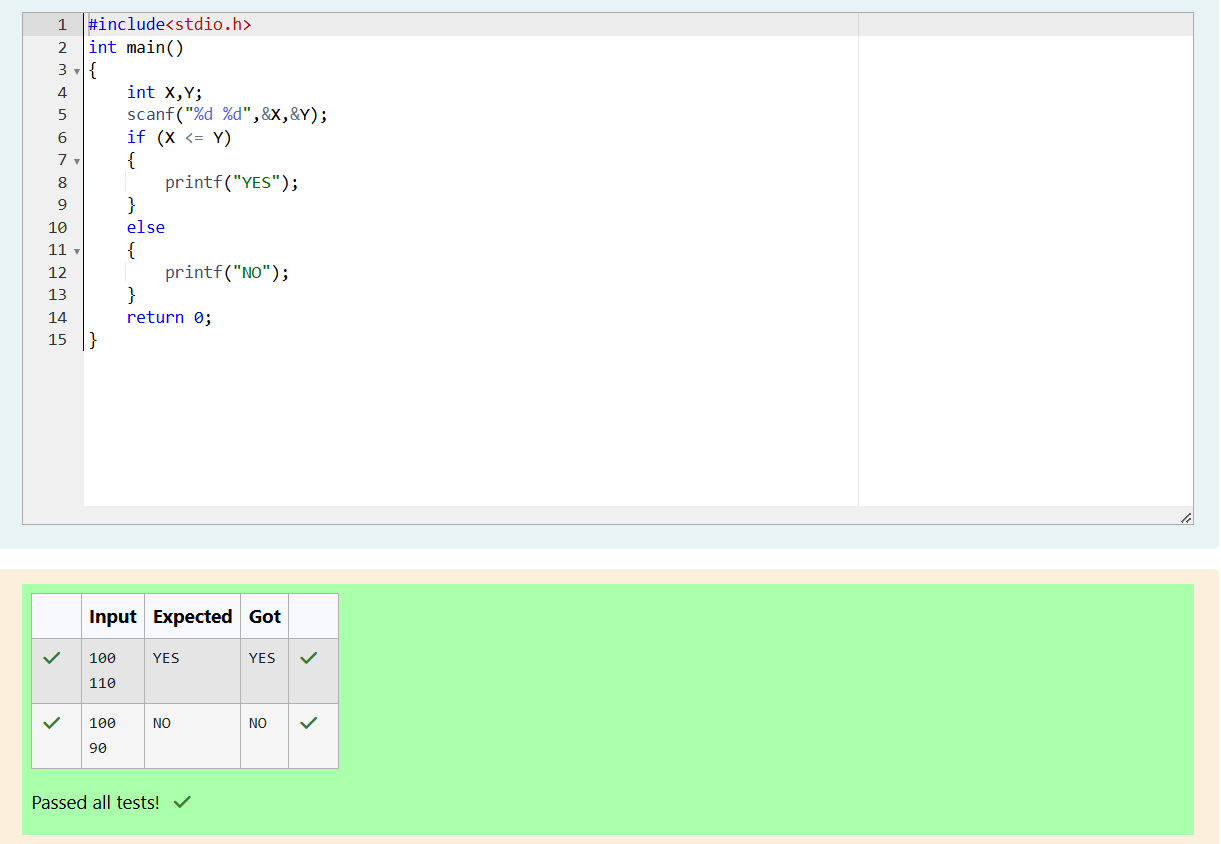 1 #include<stdio.h>
2 int main()
3 {
4     int X,Y;
5     scanf("%d %d",&X,&Y);
6     if (X <= Y)
7     {
8         printf("YES");
9     }
10     else
11     {
12         printf("NO");
13     }
14     return 0;
15 }
Input Expected Got
100 YES YES
110
100 NO NO
90
Passed all tests!